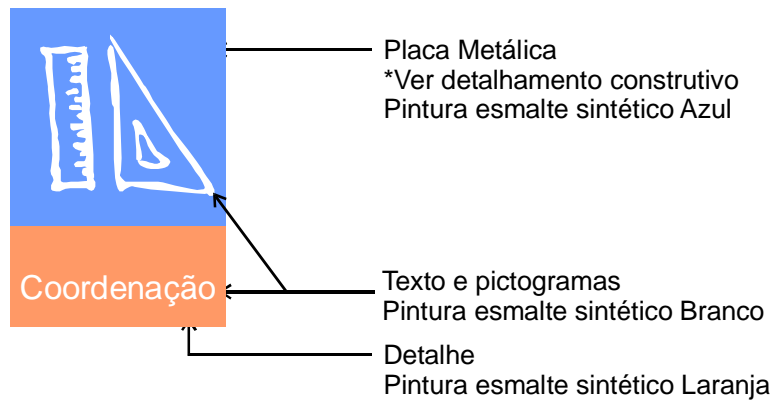 Placa Metálica
*Ver detalhamento construtivo
Pintura esmalte sintético Azul
Coordenação
Texto e pictogramas
Pintura esmalte sintético Branco
Detalhe
Pintura esmalte sintético Laranja